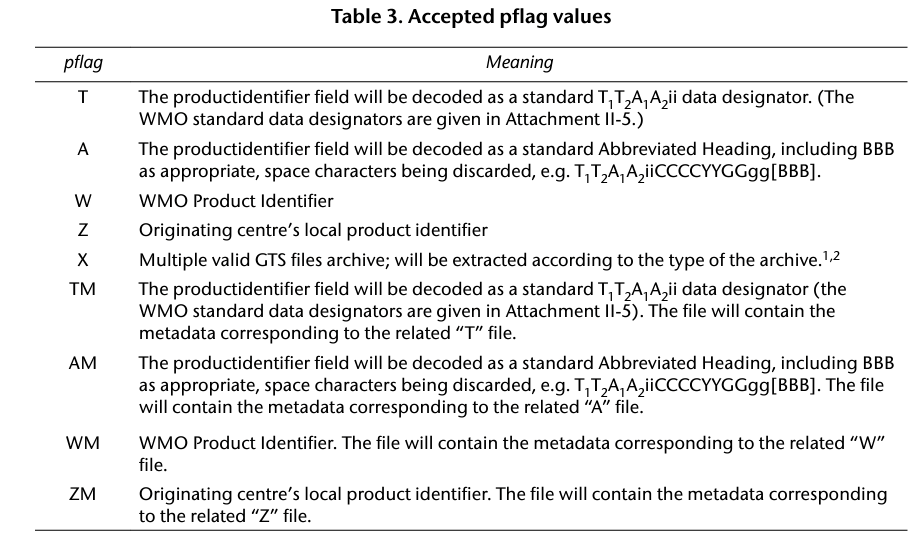 Table 3. Accepted pflag values
pflag Meaning
T The productidentifier field will be decoded as a standard T₁T₂A₁A₂ii data designator. (The
WMO standard data designators are given in Attachment II-5.)
A The productidentifier field will be decoded as a standard Abbreviated Heading, including BBB
as appropriate, space characters being discarded, e.g. T₁T₂A₁A₂iiCCCCYYGGgg[BBB].
W WMO Product Identifier
Z Originating centre’s local product identifier
X Multiple valid GTS files archive; will be extracted according to the type of the archive.¹,²
TM The productidentifier field will be decoded as a standard T₁T₂A₁A₂ii data designator (the
WMO standard data designators are given in Attachment II-5). The file will contain the
metadata corresponding to the related “T” file.
AM The productidentifier field will be decoded as a standard Abbreviated Heading, including BBB
as appropriate, space characters being discarded, e.g. T₁T₂A₁A₂iiCCCCYYGGgg[BBB]. The file
will contain the metadata corresponding to the related “A” file.
WM WMO Product Identifier. The file will contain the metadata corresponding to the related “W”
file.
ZM Originating centre’s local product identifier. The file will contain the metadata corresponding
to the related “Z” file.